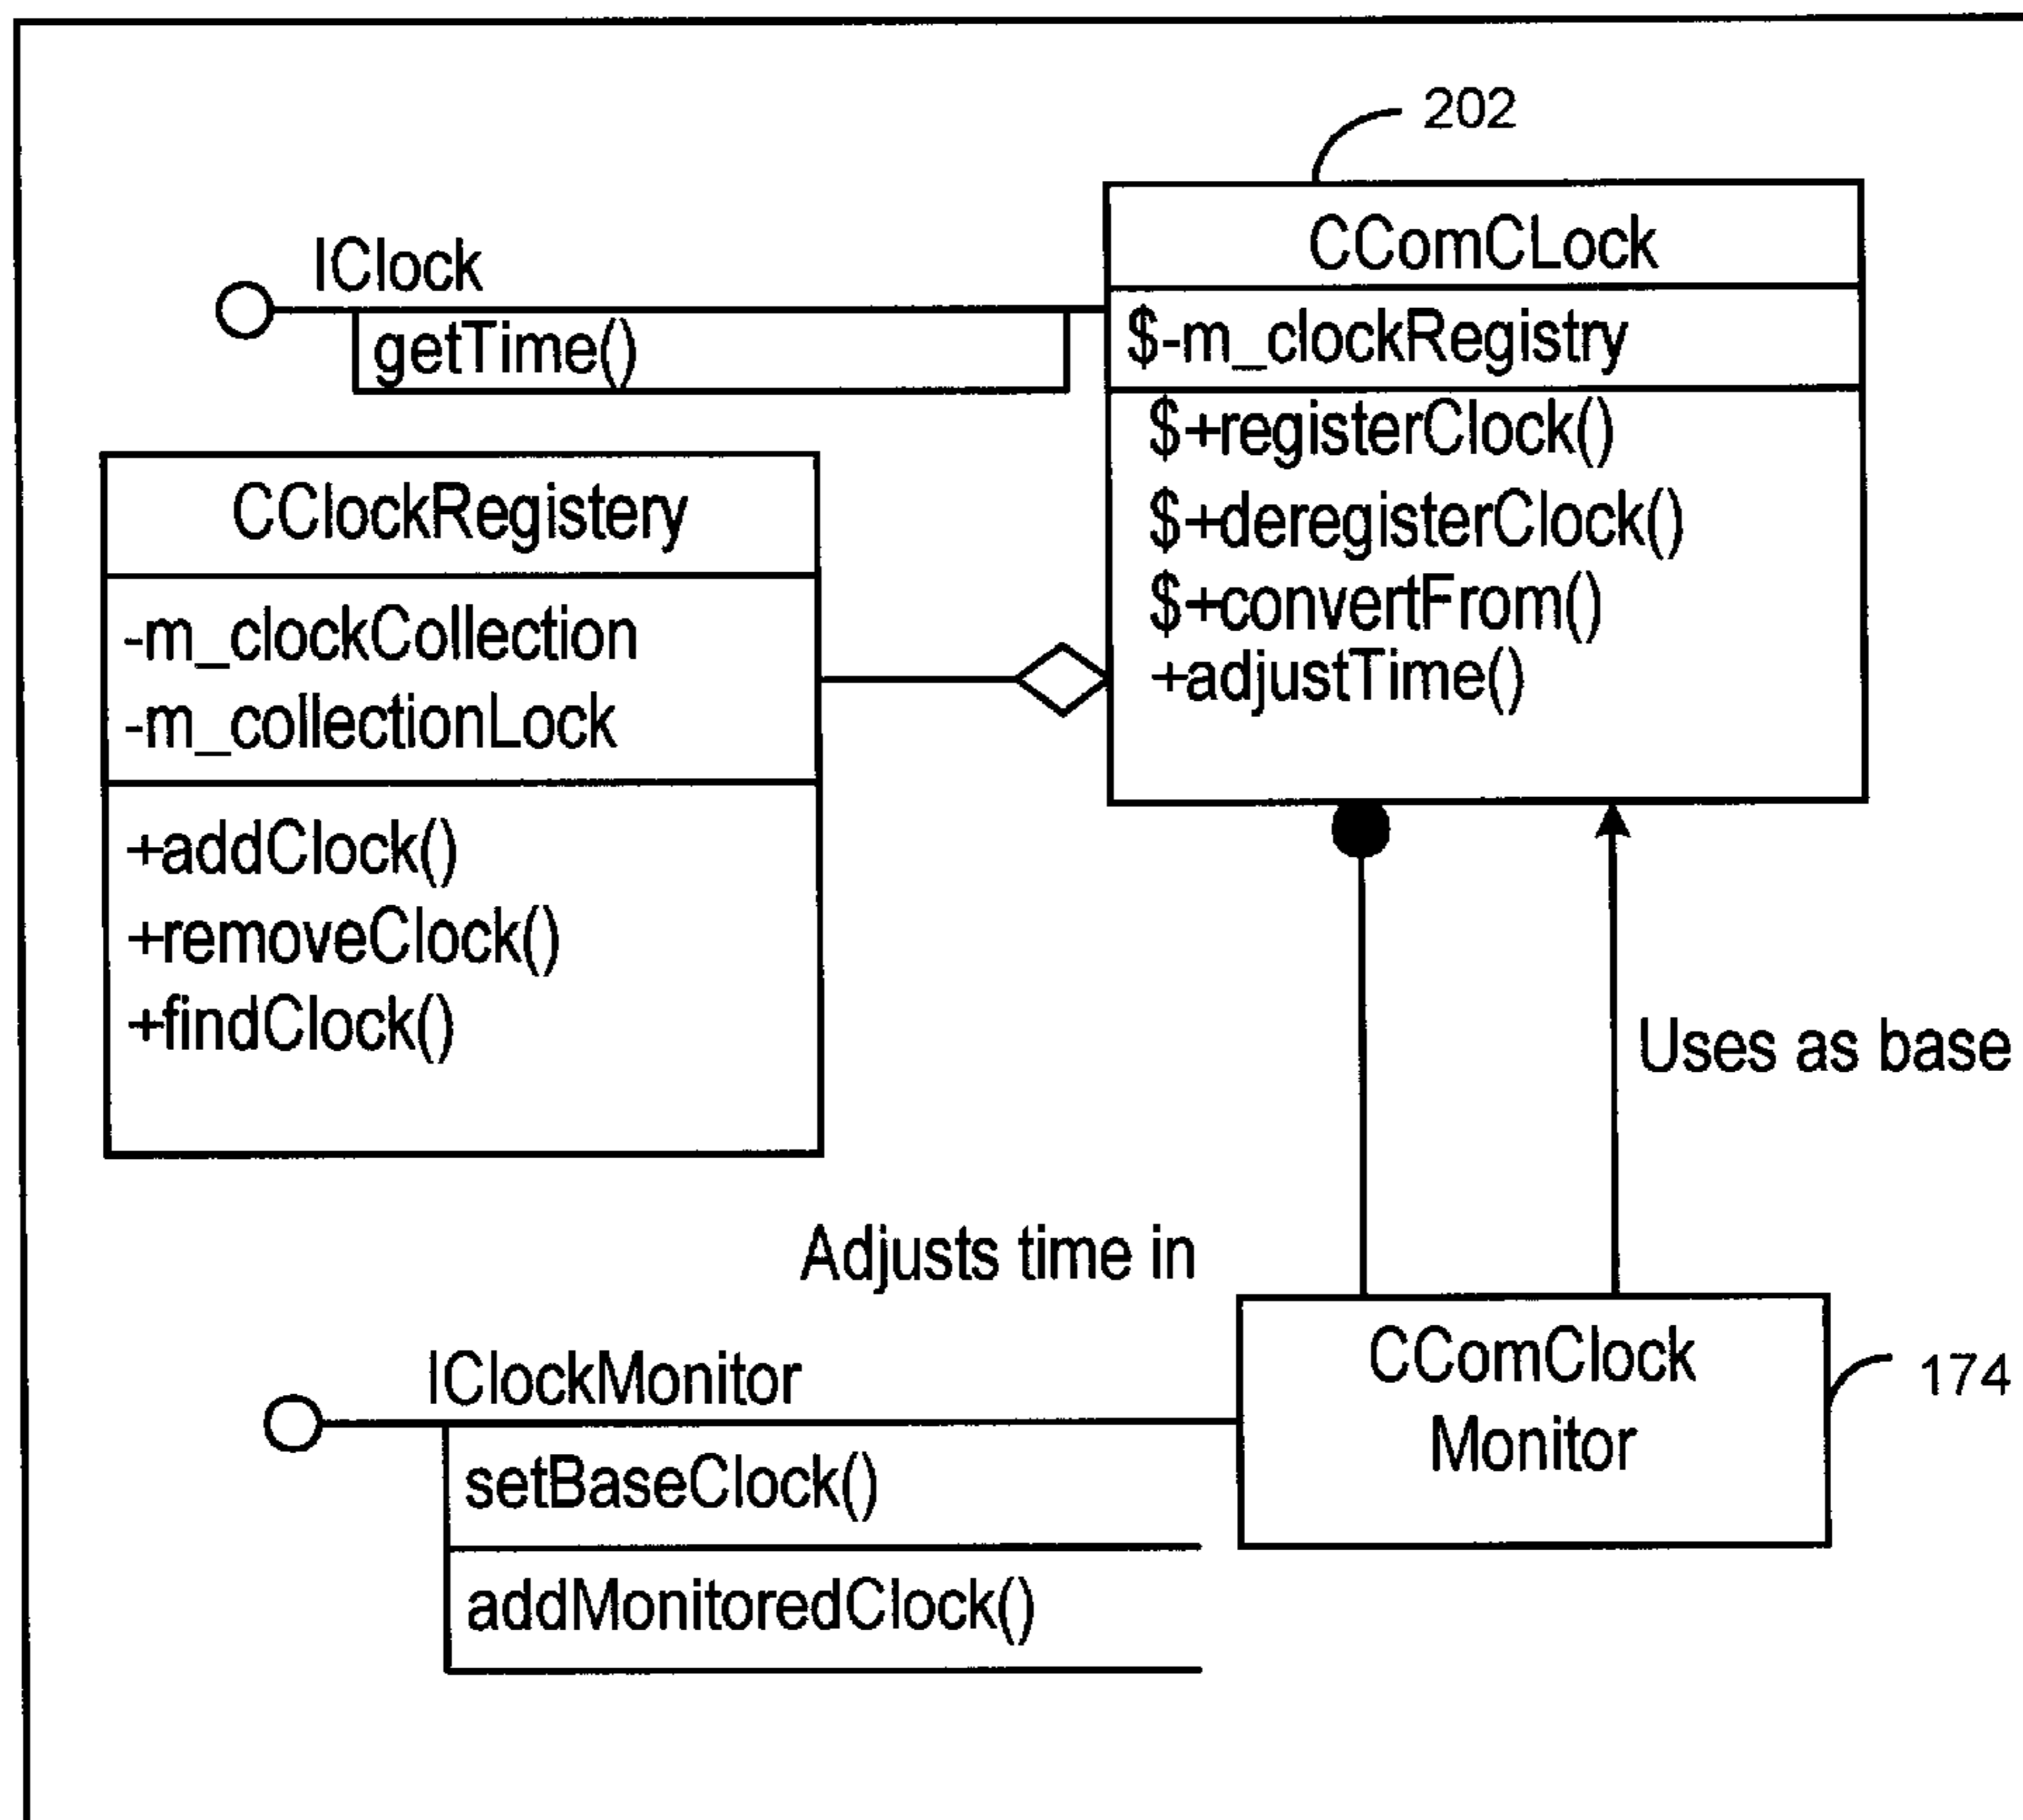 202
CComCLock
IClock
$-m_clockRegistry
getTime()
$+registerClock()
$+deregisterClock()
$+convertFrom()
+adjustTime()
CClockRegistery
-m_clockCollection
-m_collectionLock
+addClock()
+removeClock()
+findClock()
Uses as base
Adjusts time in
CComClock
Monitor
174
IClockMonitor
setBaseClock()
addMonitoredClock()